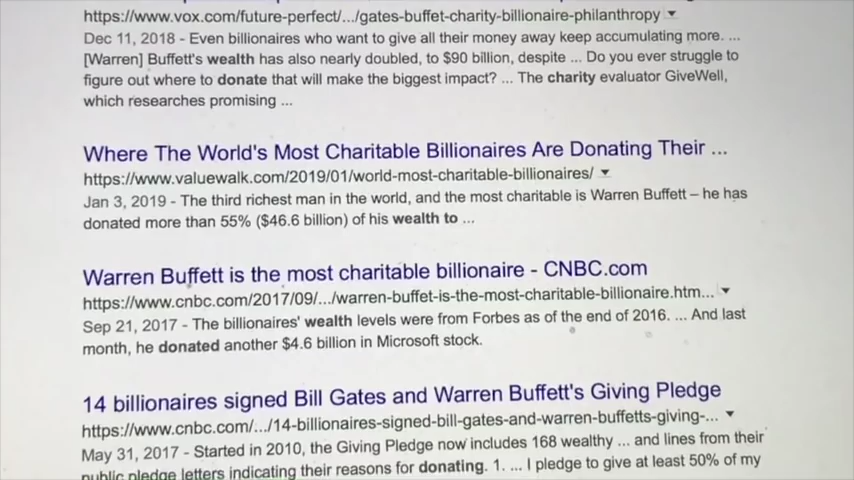 https://www.vox.com/future-perfect/.../gates-buffet-charity-billionaire-philanthropy
Dec 11, 2018 - Even billionaires who want to give all their money away keep accumulating more. ...
[Warren] Buffett's wealth has also nearly doubled, to $90 billion, despite ... Do you ever struggle to
figure out where to donate that will make the biggest impact? ... The charity evaluator GiveWell,
which researches promising ...
Where The World's Most Charitable Billionaires Are Donating Their ...
https://www.valuewalk.com/2019/01/world-most-charitable-billionaires/
Jan 3, 2019 - The third richest man in the world, and the most charitable is Warren Buffett – he has
donated more than 55% ($46.6 billion) of his wealth to ...
Warren Buffett is the most charitable billionaire - CNBC.com
https://www.cnbc.com/2017/09/.../warren-buffet-is-the-most-charitable-billionaire.htm...
Sep 21, 2017 - The billionaires' wealth levels were from Forbes as of the end of 2016. ... And last
month, he donated another $4.6 billion in Microsoft stock.
14 billionaires signed Bill Gates and Warren Buffett's Giving Pledge
https://www.cnbc.com/.../14-billionaires-signed-bill-gates-and-warren-buffetts-giving-...
May 31, 2017 - Started in 2010, the Giving Pledge now includes 168 wealthy ... and lines from their
public pledge letters indicating their reasons for donating. 1. ... I pledge to give at least 50% of my